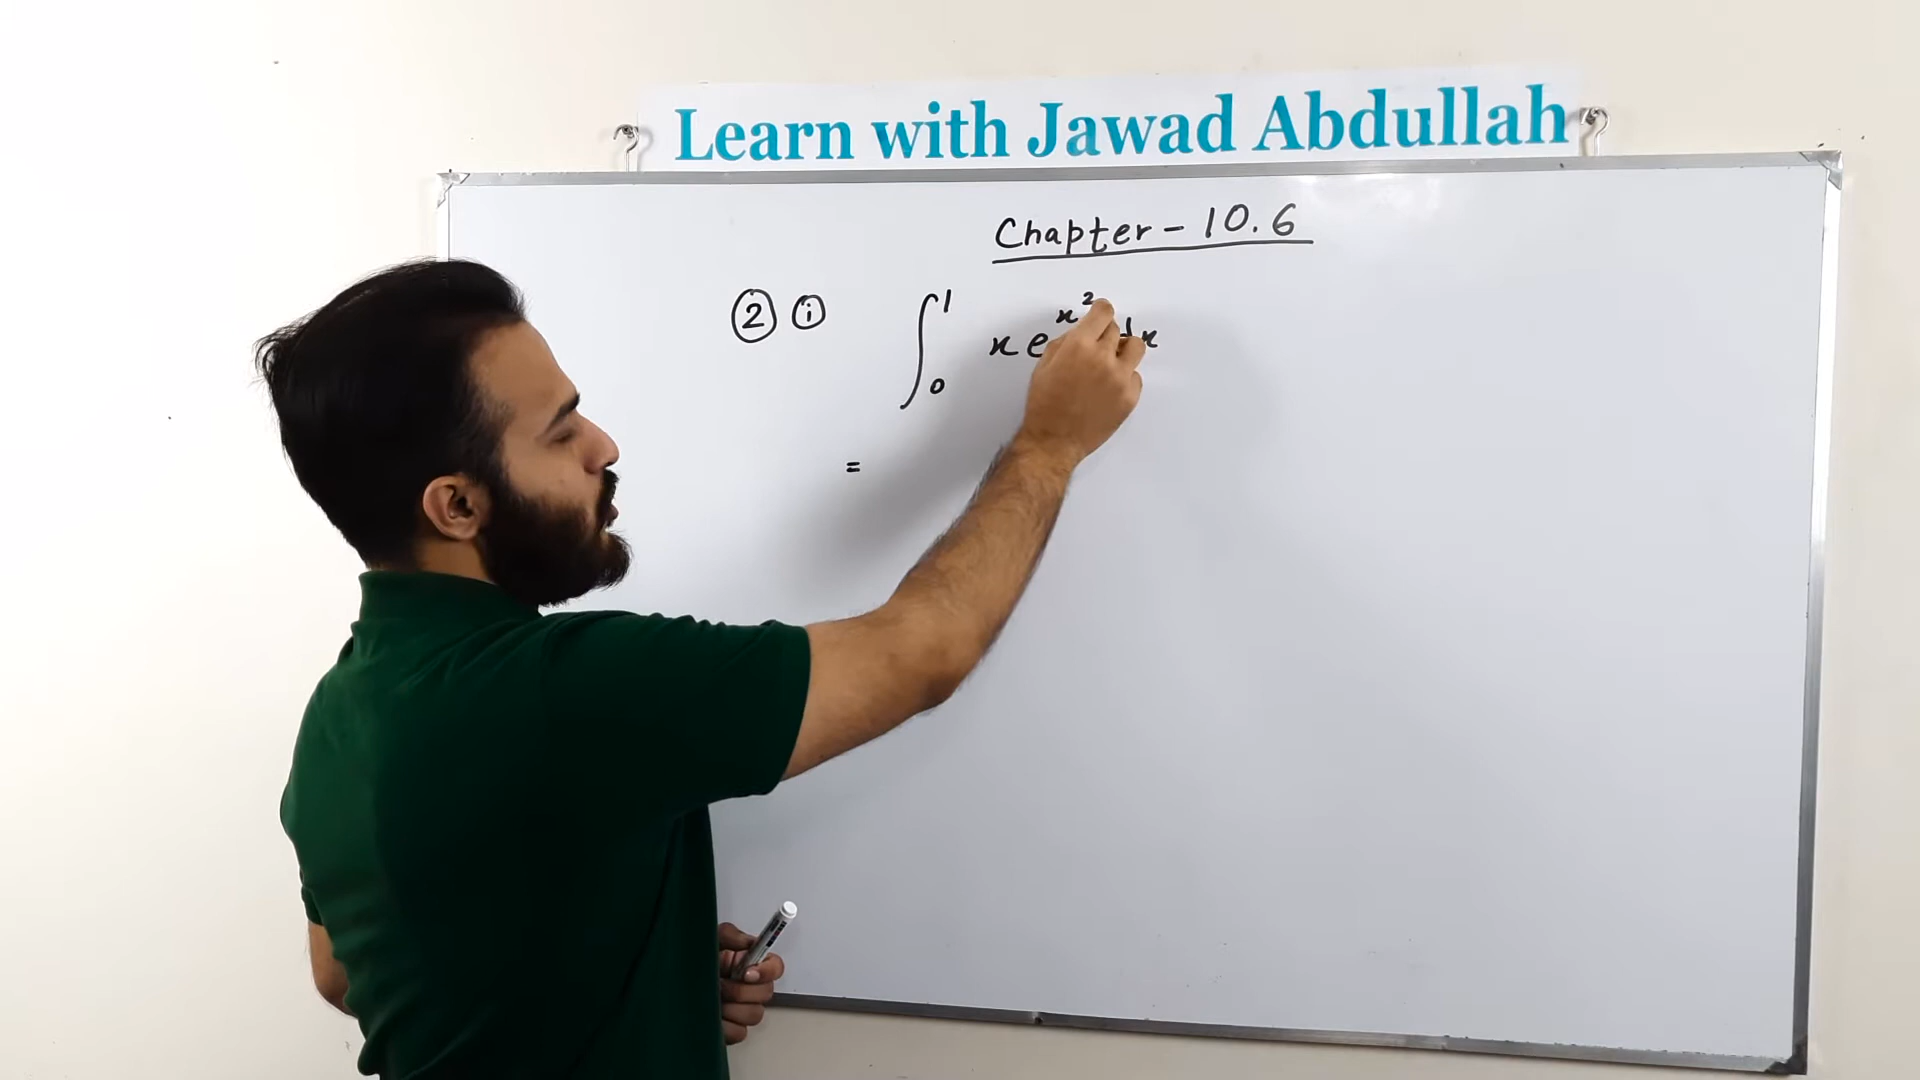 Learn with Jawad Abdullah
Chapter - 10.6
② ⓘ ∫₀¹ x e^{x²} dx
=